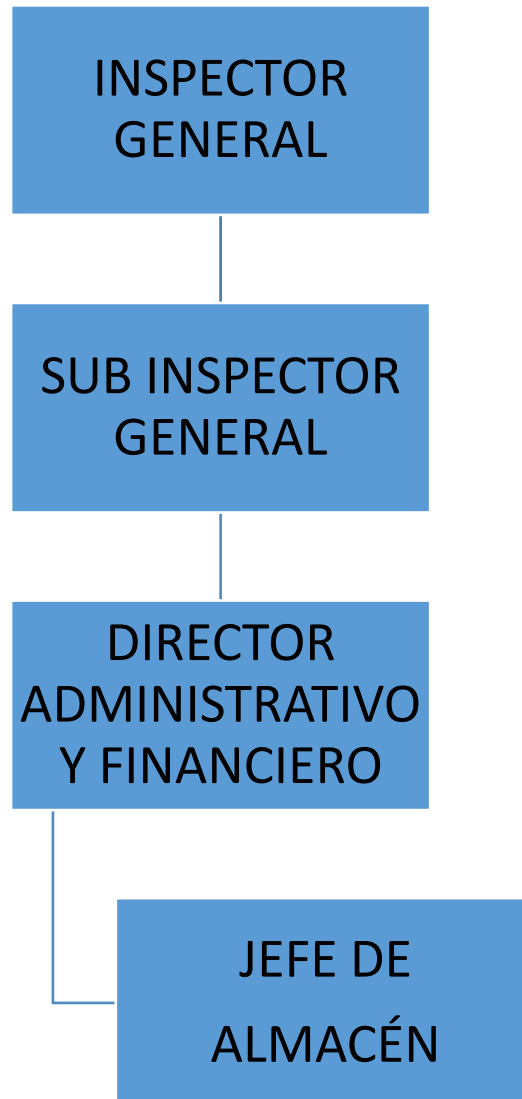 INSPECTOR
GENERAL
SUB INSPECTOR
GENERAL
DIRECTOR
ADMINISTRATIVO
Y FINANCIERO
JEFE DE
ALMACÉN